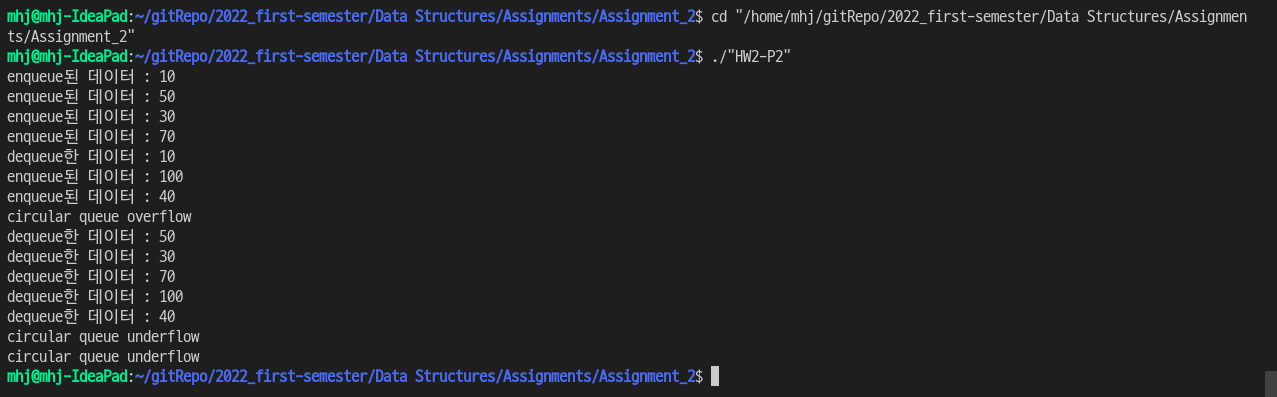 mhj@mhj-IdeaPad:~/gitRepo/2022_first-semester/Data Structures/Assignments/Assignment_2$ cd "/home/mhj/gitRepo/2022_first-semester/Data Structures/Assignmen
ts/Assignment_2"
mhj@mhj-IdeaPad:~/gitRepo/2022_first-semester/Data Structures/Assignments/Assignment_2$ ./"HW2-P2"
enqueue된 데이터 : 10
enqueue된 데이터 : 50
enqueue된 데이터 : 30
enqueue된 데이터 : 70
dequeue한 데이터 : 10
enqueue된 데이터 : 100
enqueue된 데이터 : 40
circular queue overflow
dequeue한 데이터 : 50
dequeue한 데이터 : 30
dequeue한 데이터 : 70
dequeue한 데이터 : 100
dequeue한 데이터 : 40
circular queue underflow
circular queue underflow
mhj@mhj-IdeaPad:~/gitRepo/2022_first-semester/Data Structures/Assignments/Assignment_2$